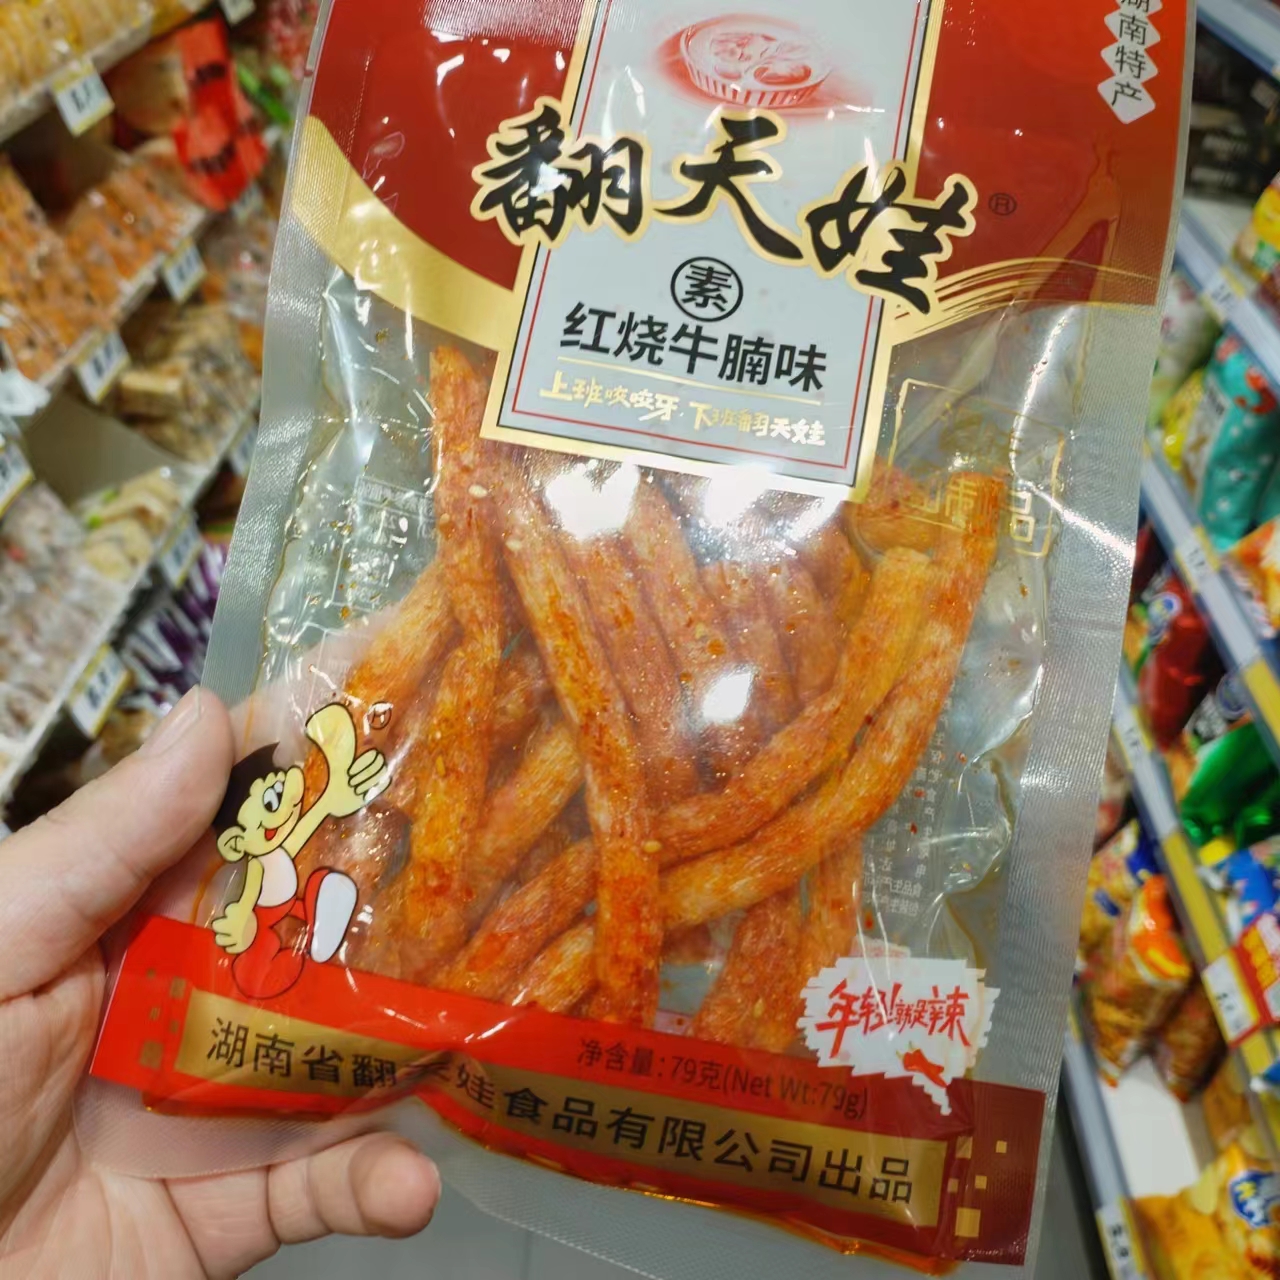 湖南特产
翻天娃®
素
红烧牛腩味
上班咬咬牙·下班翻天娃
年轻!就是辣
净含量:79克(Net Wt:79g)
湖南省翻天娃食品有限公司出品